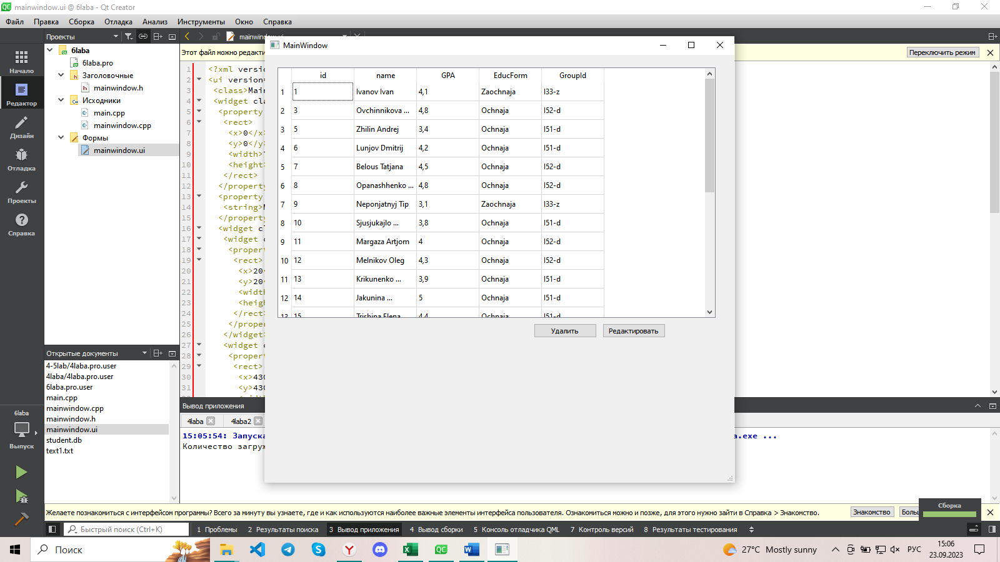 mainwindow.ui @ 6laba - Qt Creator
Файл Правка Сборка Отладка Анализ Инструменты Окно Справка
Проекты
6laba
6laba.pro
Заголовочные
mainwindow.h
Исходники
main.cpp
mainwindow.cpp
Формы
mainwindow.ui
Начало
Редактор
Дизайн
Отладка
Проекты
Справка
Этот файл можно редакти
Переключить режим
1 <?xml versio
2 <ui version=
3 <class>Main
4 <widget cla
5 <property
6 <rect>
7 <x>0</x>
8 <y>0</y>
9 <width>
10 <height>
11 </rect>
12 </property
13 <property
14 <string>M
15 </property
16 <widget cl
17 <widget c
18 <prope
19 <rect>
20 <x>20<
21 <y>20<
22 <width
23 <heig
24 </rect>
25 </proper
26 </widget>
27 <widget c
28 <proper
29 <rect>
30 <x>430
31 <y>430
MainWindow
id name GPA EducForm GroupId
1 1 Ivanov Ivan 4,1 Zaochnaja I33-z
2 3 Ovchinnikova ... 4,8 Ochnaja I52-d
3 5 Zhilin Andrej 3,4 Ochnaja I51-d
4 6 Lunjov Dmitrij 4,2 Ochnaja I51-d
5 7 Belous Tatjana 4,5 Ochnaja I52-d
6 8 Opanashhenko ... 4,8 Ochnaja I52-d
7 9 Neponjatnyj Tip 3,1 Zaochnaja I33-z
8 10 Sjusjukajlo ... 3,8 Ochnaja I51-d
9 11 Margaza Artjom 4 Ochnaja I52-d
10 12 Melnikov Oleg 4,3 Ochnaja I52-d
11 13 Krikunenko ... 3,9 Ochnaja I51-d
12 14 Jakunina ... 5 Ochnaja I51-d
13 15 Trishina Elena 4,4 Ochnaja I51-d
Удалить Редактировать
Открытые документы
4-5lab/4laba.pro.user
4laba/4laba.pro.user
6laba.pro.user
main.cpp
mainwindow.cpp
mainwindow.h
mainwindow.ui
student.db
text1.txt
6laba
Выпуск
Вывод приложения
4laba 4laba2
15:05:54: Запуска a.exe ...
Количество загруж
Желаете познакомиться с интерфейсом программы? Всего за минуту вы узнаете, где и как используются наиболее важные элементы интерфейса пользователя. Ознакомиться можно и позже, для этого нужно зайти в Справка > Знакомство.
Знакомство Больш
Сборка
Быстрый поиск (Ctrl+K)
1 Проблемы 2 Результаты поиска 3 Вывод приложения 4 Вывод сборки 5 Консоль отладчика QML 7 Контроль версий 8 Результаты тестирования
Поиск
27°C Mostly sunny
РУС
15:06
23.09.2023